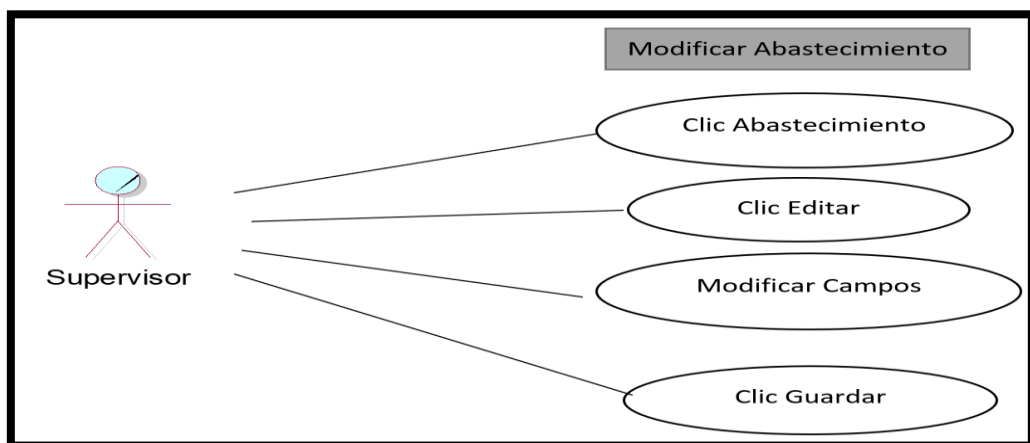 Modificar Abastecimiento
Clic Abastecimiento
Clic Editar
Supervisor
Modificar Campos
Clic Guardar